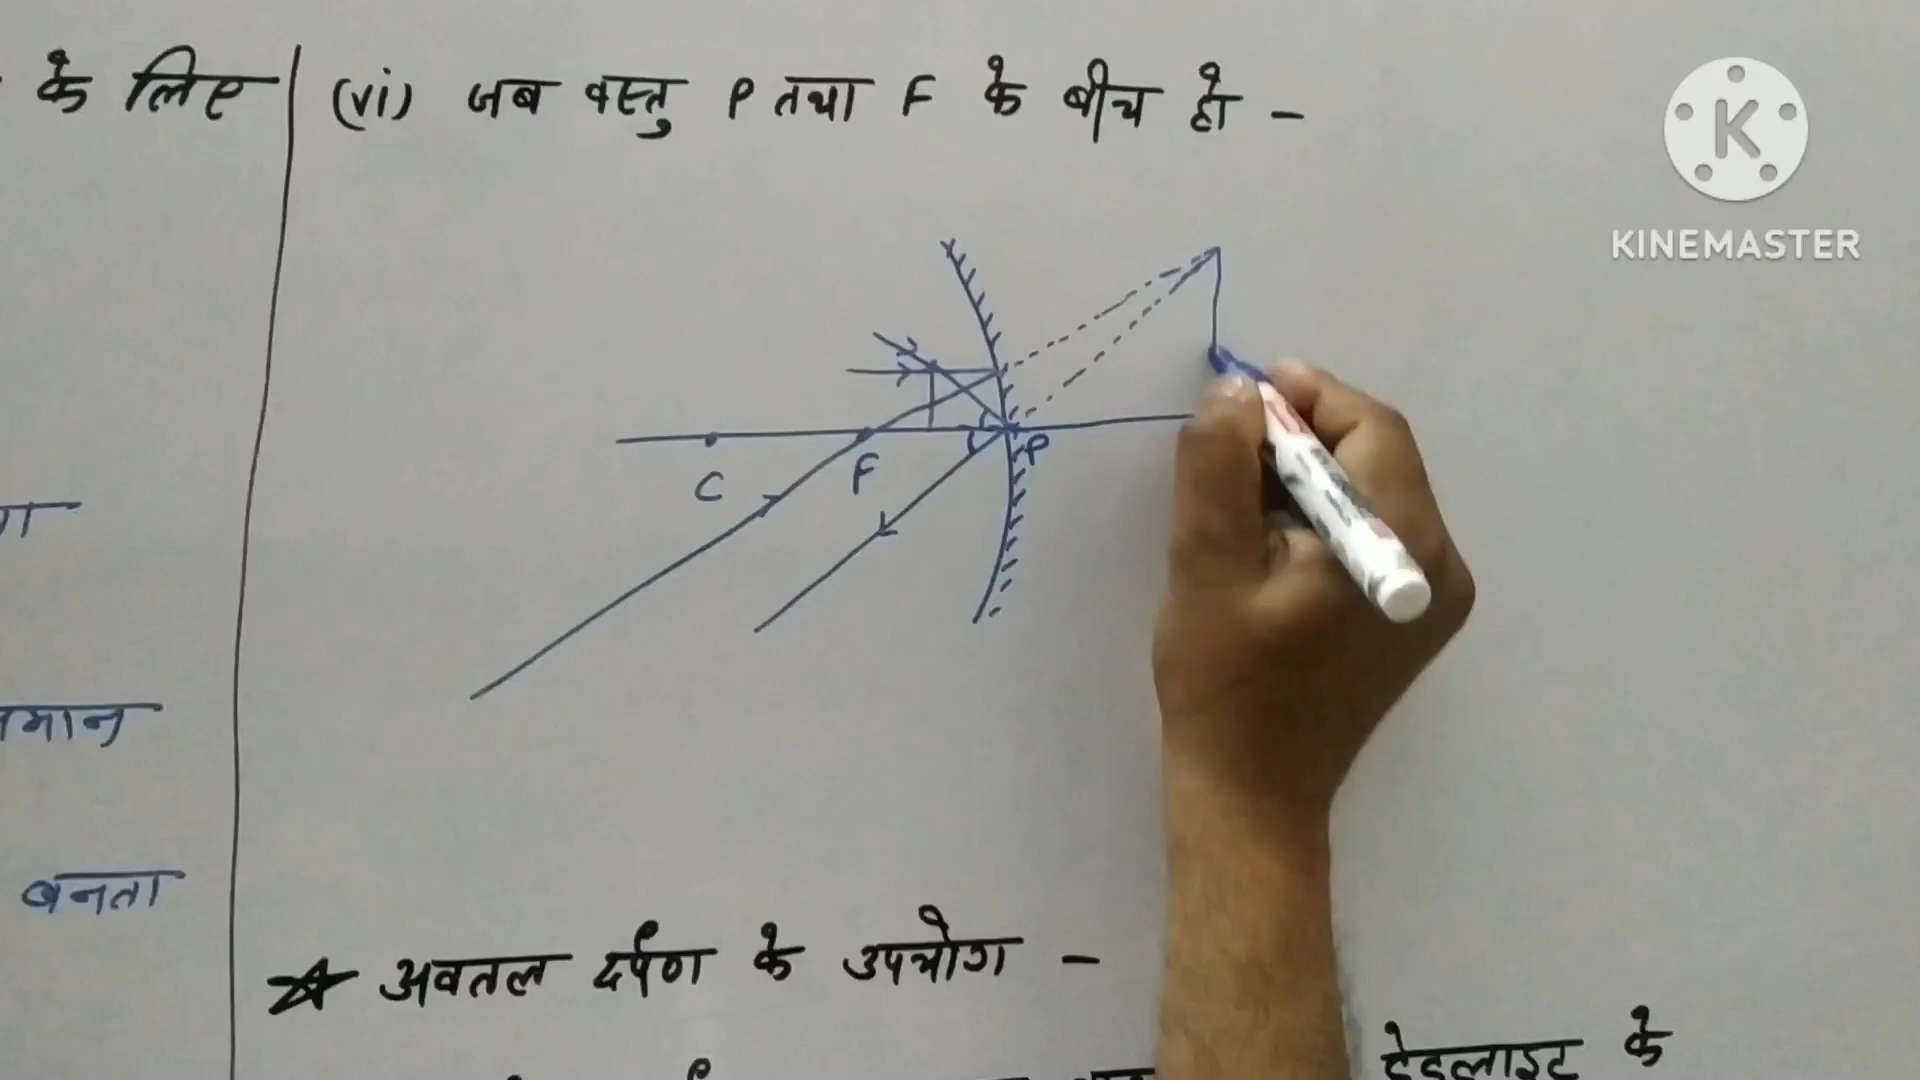 के लिए
(vi) जब वस्तु P तथा F के बीच हो -
K
KINEMASTER
C
F
P
बनता
☆ अवतल दर्पण के उपयोग -
हेडलाइट के